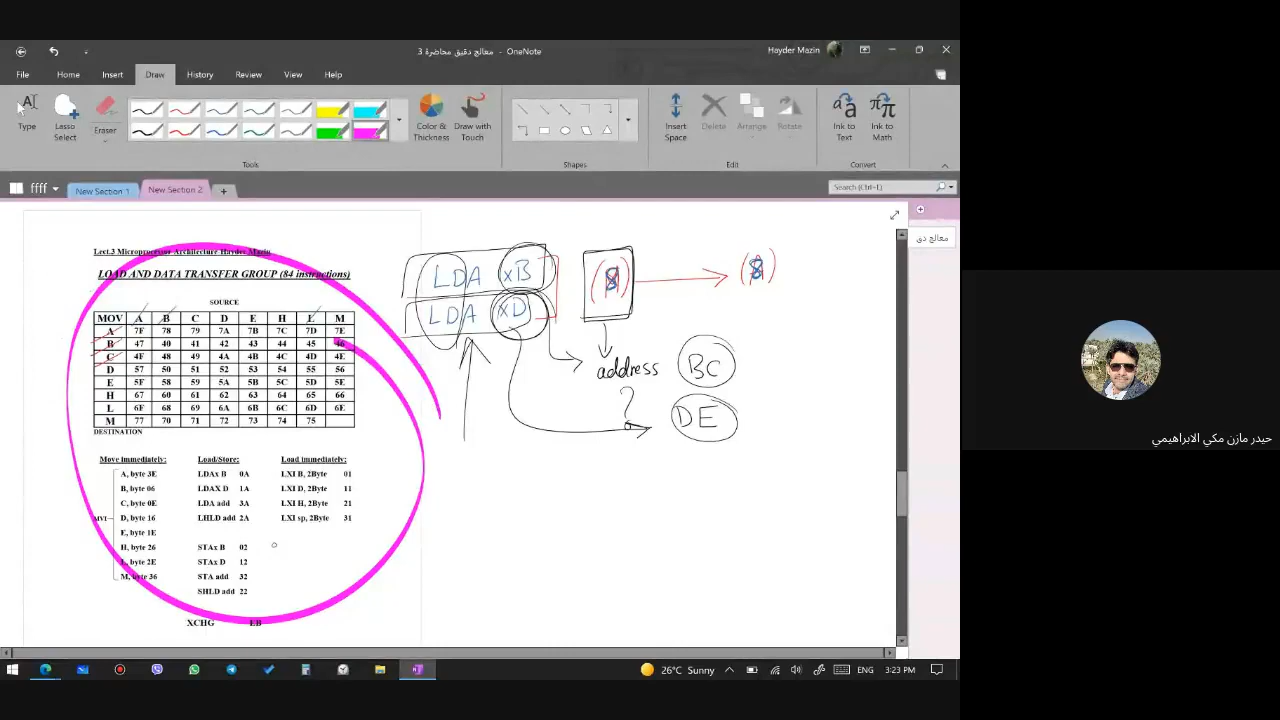 معالج دقيق محاضرة 3 - OneNote
Hayder Mazin
File Home Insert Draw History Review View Help
Type
Lasso Select
Eraser
Color & Thickness
Draw with Touch
Insert Space
Delete
Arrange
Rotate
Ink to Text
Ink to Math
Tools Shapes Edit Convert
ffff New Section 1 New Section 2 +
Search (Ctrl+E)
معالج دق
Lect.3 Microprocessor Architecture Hayder Mazin
LOAD AND DATA TRANSFER GROUP (84 instructions)
SOURCE
MOV A B C D E H L M
A 7F 78 79 7A 7B 7C 7D 7E
B 47 40 41 42 43 44 45 46
C 4F 48 49 4A 4B 4C 4D 4E
D 57 50 51 52 53 54 55 56
E 5F 58 59 5A 5B 5C 5D 5E
H 67 60 61 62 63 64 65 66
L 6F 68 69 6A 6B 6C 6D 6E
M 77 70 71 72 73 74 75
DESTINATION
Move immediately: Load/Store: Load immediately:
A, byte 3E LDAx B 0A LXI B, 2Byte 01
B, byte 06 LDAX D 1A LXI D, 2Byte 11
C, byte 0E LDA add 3A LXI H, 2Byte 21
MVI D, byte 16 LHLD add 2A LXI sp, 2Byte 31
E, byte 1E
H, byte 26 STAx B 02
L, byte 2E STAx D 12
M, byte 36 STA add 32
SHLD add 22
XCHG EB
LDA xB
LDA xD
address BC
?
DE
حيدر مازن مكي الابراهيمي
26°C Sunny ENG 3:23 PM